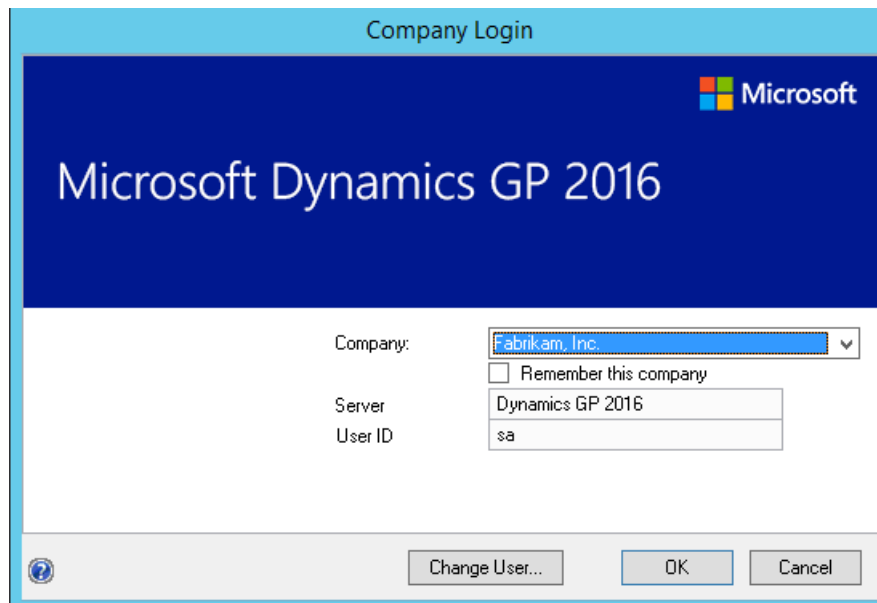 Company Login
Microsoft
Microsoft Dynamics GP 2016
Company:
Fabrikam, Inc.
Remember this company
Server
Dynamics GP 2016
User ID
sa
?
Change User...
OK
Cancel